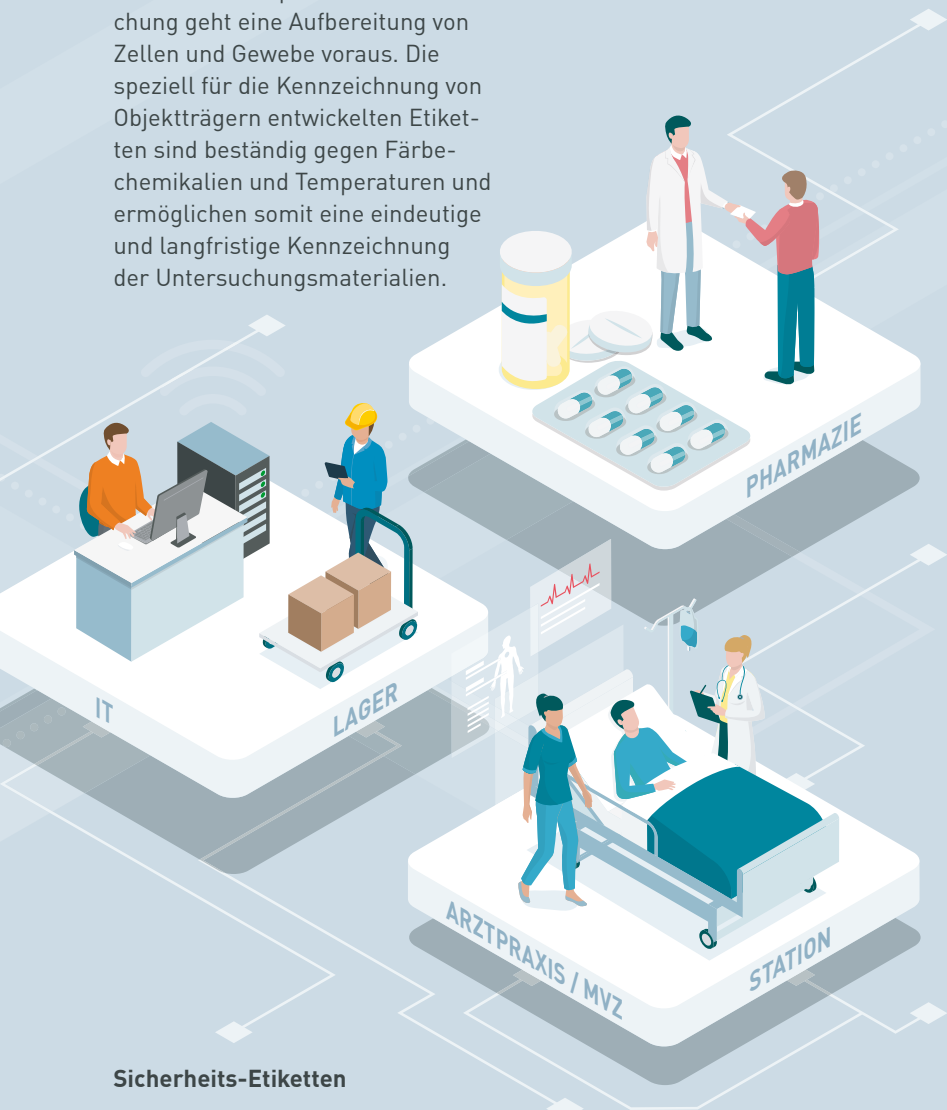 chung geht eine Aufbereitung von
Zellen und Gewebe voraus. Die
speziell für die Kennzeichnung von
Objektträgern entwickelten Etiket-
ten sind beständig gegen Färbe-
chemikalien und Temperaturen und
ermöglichen somit eine eindeutige
und langfristige Kennzeichnung
der Untersuchungsmaterialien.
PHARMAZIE
IT
LAGER
ARZTPRAXIS / MVZ
STATION
Sicherheits-Etiketten